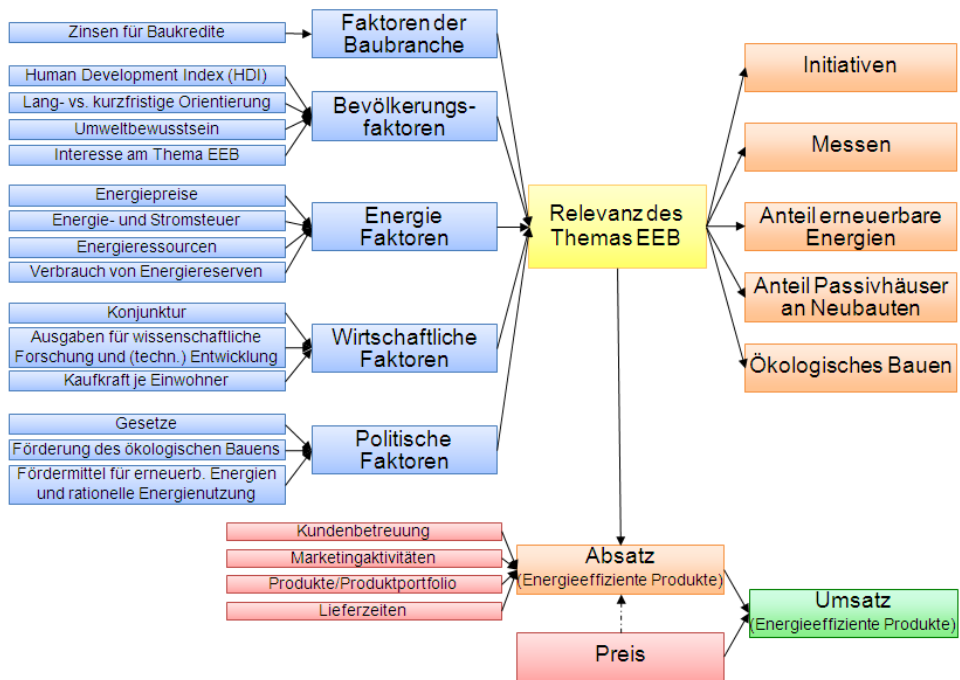 Zinsen für Baukredite
Faktoren der
Baubranche
Human Development Index (HDI)
Lang- vs. kurzfristige Orientierung
Umweltbewusstsein
Interesse am Thema EEB
Bevölkerungs-
faktoren
Energiepreise
Energie- und Stromsteuer
Energieressourcen
Verbrauch von Energiereserven
Energie
Faktoren
Konjunktur
Ausgaben für wissenschaftliche
Forschung und (techn.) Entwicklung
Kaufkraft je Einwohner
Wirtschaftliche
Faktoren
Gesetze
Förderung des ökologischen Bauens
Fördermittel für erneuerb. Energien
und rationelle Energienutzung
Politische
Faktoren
Relevanz des
Themas EEB
Initiativen
Messen
Anteil erneuerbare
Energien
Anteil Passivhäuser
an Neubauten
Ökologisches Bauen
Kundenbetreuung
Marketingaktivitäten
Produkte/Produktportfolio
Lieferzeiten
Absatz
(Energieeffiziente Produkte)
Preis
Umsatz
(Energieeffiziente Produkte)